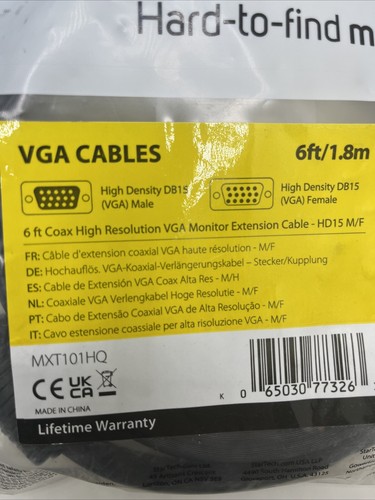 Hard-to-find m
VGA CABLES
6ft/1.8m
High Density DB15
(VGA) Male
High Density DB15
(VGA) Female
6 ft Coax High Resolution VGA Monitor Extension Cable - HD15 M/F
FR: Câble d'extension coaxial VGA haute résolution - M/F
DE: Hochauflös. VGA-Koaxial-Verlängerungskabel – Stecker/Kupplung
ES: Cable de Extensión VGA Coax Alta Res - M/H
NL: Coaxiale VGA Verlengkabel Hoge Resolutie - M/F
PT: Cabo de Extensão Coaxial VGA de Alta Resolução - M/F
IT: Cavo estensione coassiale per alta risoluzione VGA - M/F
MXT101HQ
CE UK CA
MADE IN CHINA
K 0 65030 77326
Lifetime Warranty